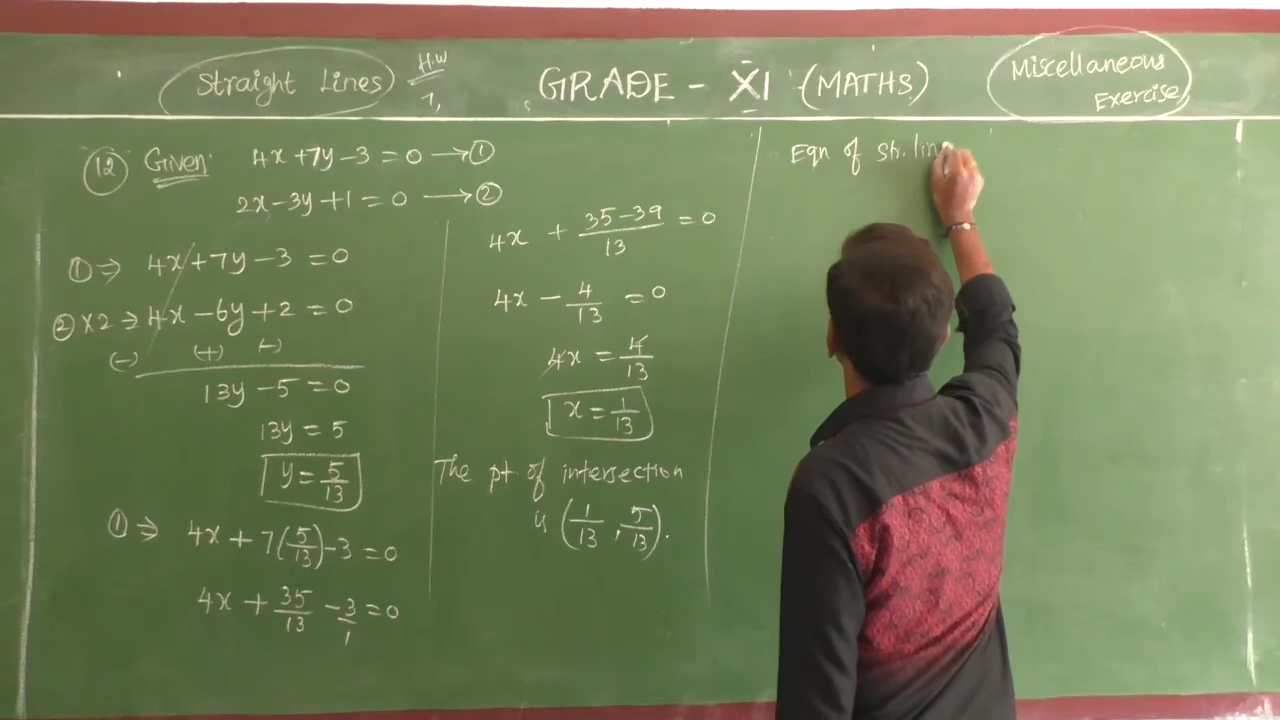 Straight Lines
H.W
7,
GRADE - XI (MATHS)
Miscellaneous
Exercise
12 Given:
4x + 7y - 3 = 0 → ①
2x - 3y + 1 = 0 → ②
① ⇒ 4x + 7y - 3 = 0
② × 2 ⇒ 4x - 6y + 2 = 0
(-) (+) (-)
13y - 5 = 0
13y = 5
y = 5/13
① ⇒ 4x + 7(5/13) - 3 = 0
4x + 35/13 - 3/1 = 0
4x + 35-39/13 = 0
4x - 4/13 = 0
4x = 4/13
x = 1/13
The pt of intersection
is (1/13, 5/13).
Eqn of st. lin